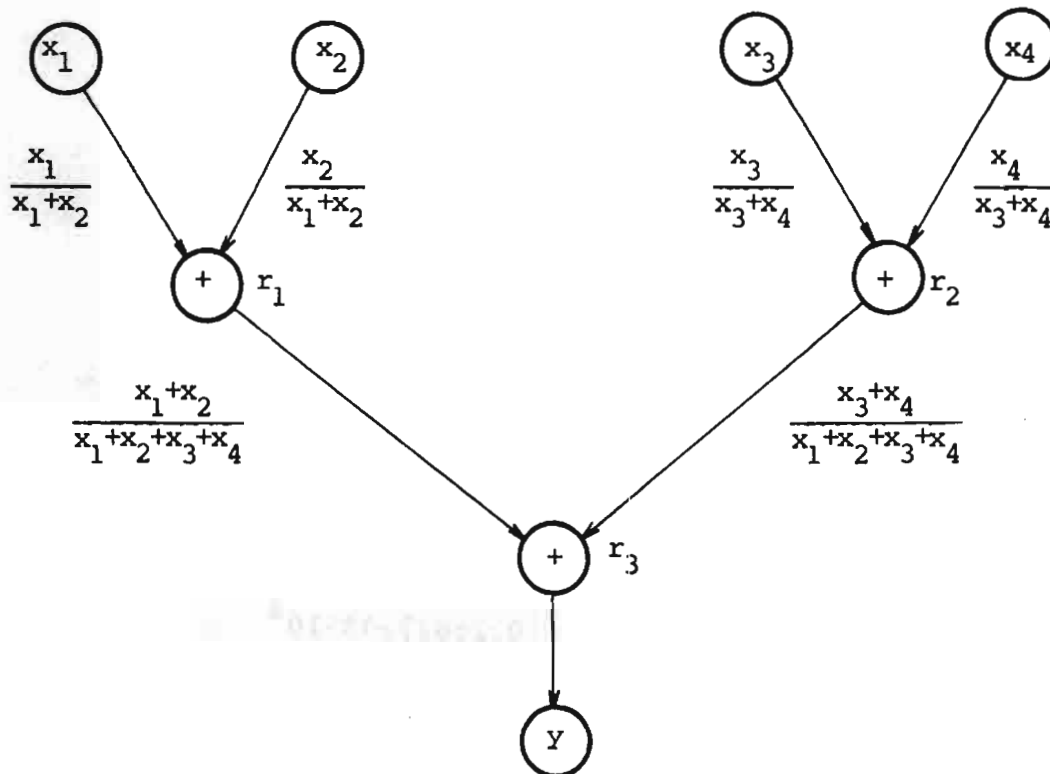 x₁ x₂ x₃ x₄
x₁ x₂ x₃ x₄
x₁+x₂ x₁+x₂ x₃+x₄ x₃+x₄
+ r₁ + r₂
x₁+x₂ x₃+x₄
x₁+x₂+x₃+x₄ x₁+x₂+x₃+x₄
+ r₃
y